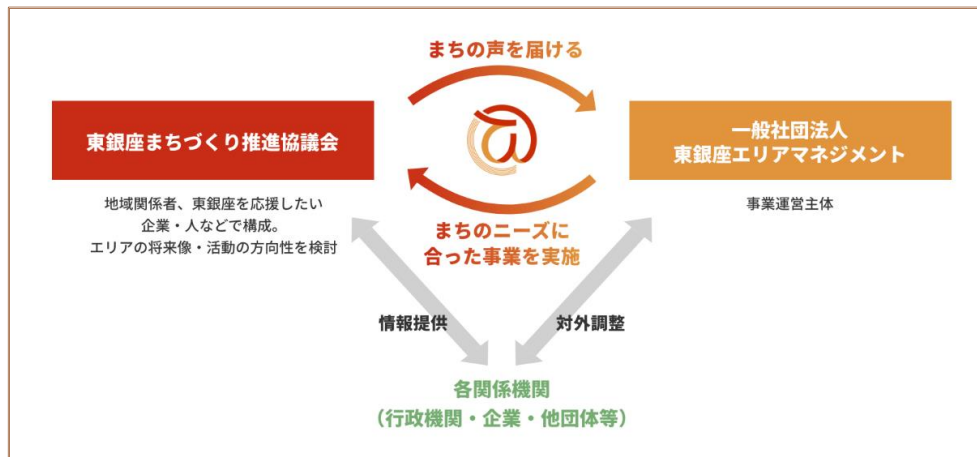 まちの声を届ける
東銀座まちづくり推進協議会
一般社団法人
東銀座エリアマネジメント
地域関係者、東銀座を応援したい
企業・人などで構成。
エリアの将来像・活動の方向性を検討
事業運営主体
まちのニーズに
合った事業を実施
情報提供
対外調整
各関係機関
（行政機関・企業・他団体等）